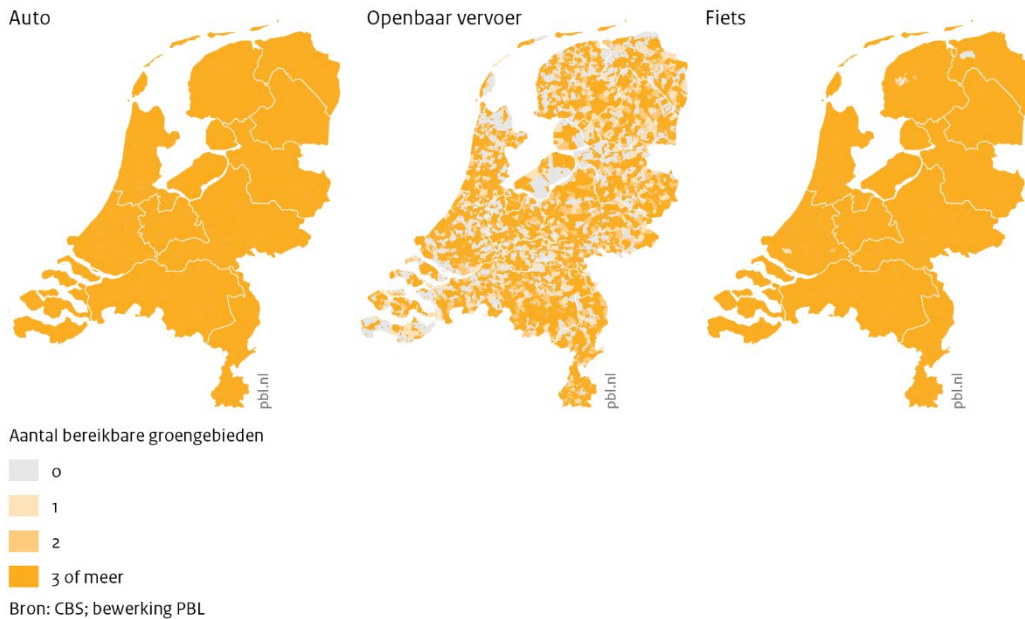 Auto
Openbaar vervoer
Fiets
pbl.nl
pbl.nl
pbl.nl
Aantal bereikbare groengebieden
0
1
2
3 of meer
Bron: CBS; bewerking PBL